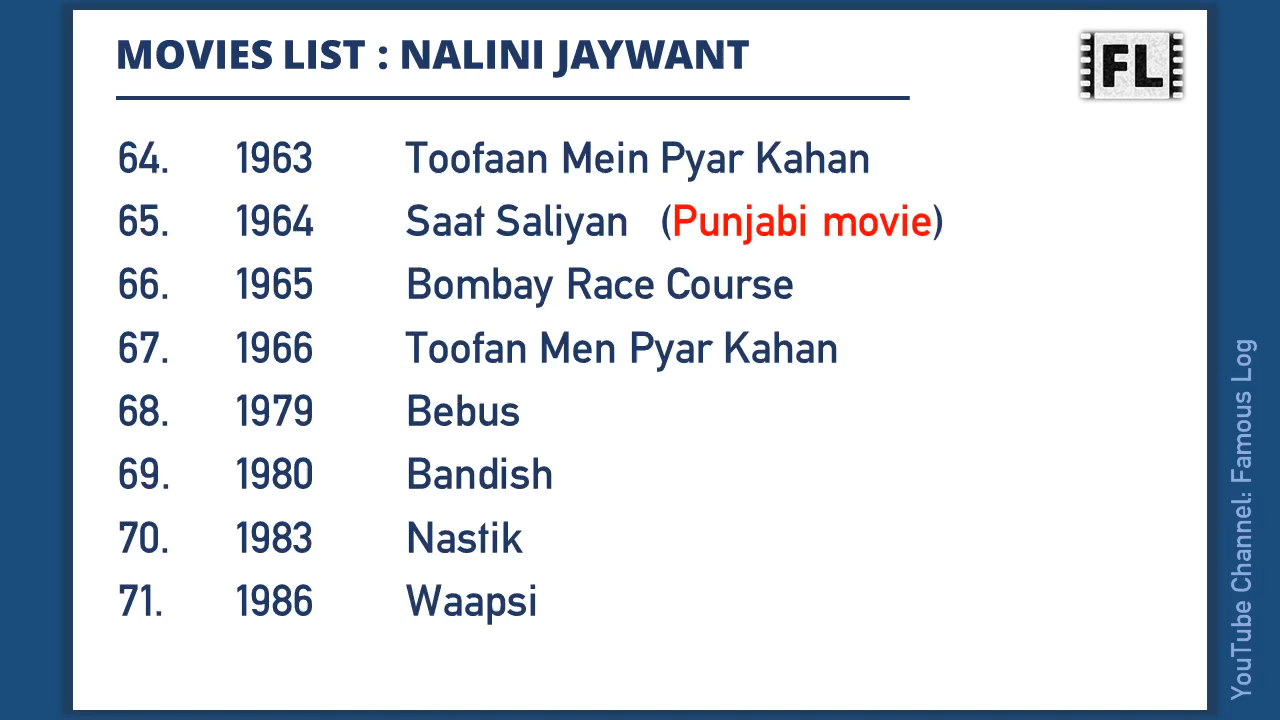 MOVIES LIST : NALINI JAYWANT
FL
64. 1963 Toofaan Mein Pyar Kahan
65. 1964 Saat Saliyan (Punjabi movie)
66. 1965 Bombay Race Course
67. 1966 Toofan Men Pyar Kahan
68. 1979 Bebus
69. 1980 Bandish
70. 1983 Nastik
71. 1986 Waapsi
YouTube Channel: Famous Log